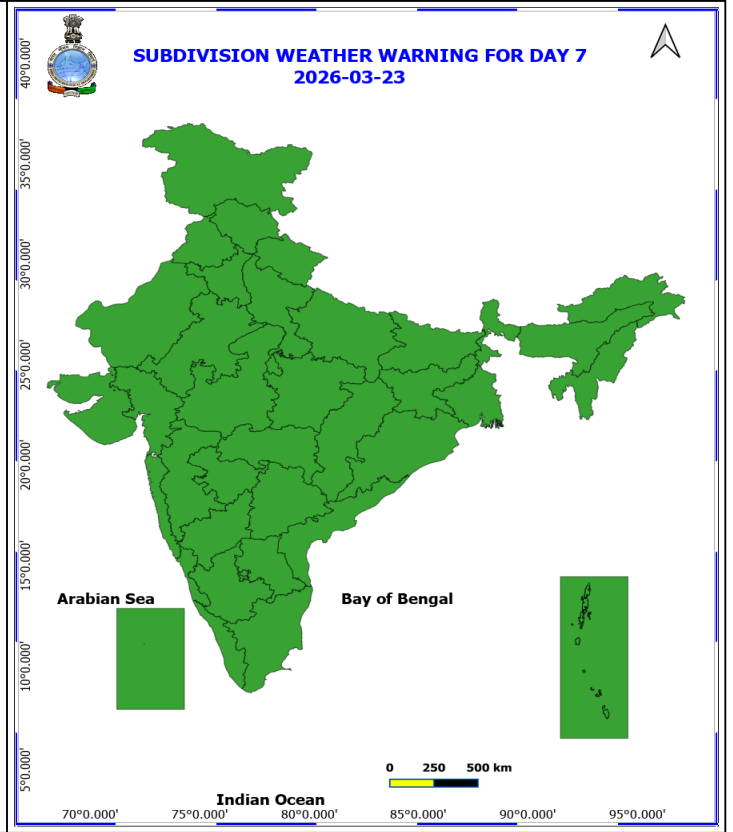 SUBDIVISION WEATHER WARNING FOR DAY 7
2026-03-23
40°0.000'
35°0.000'
30°0.000'
25°0.000'
20°0.000'
15°0.000'
10°0.000'
5°0.000'
Arabian Sea
Bay of Bengal
0 250 500 km
Indian Ocean
70°0.000' 75°0.000' 80°0.000' 85°0.000' 90°0.000' 95°0.000'